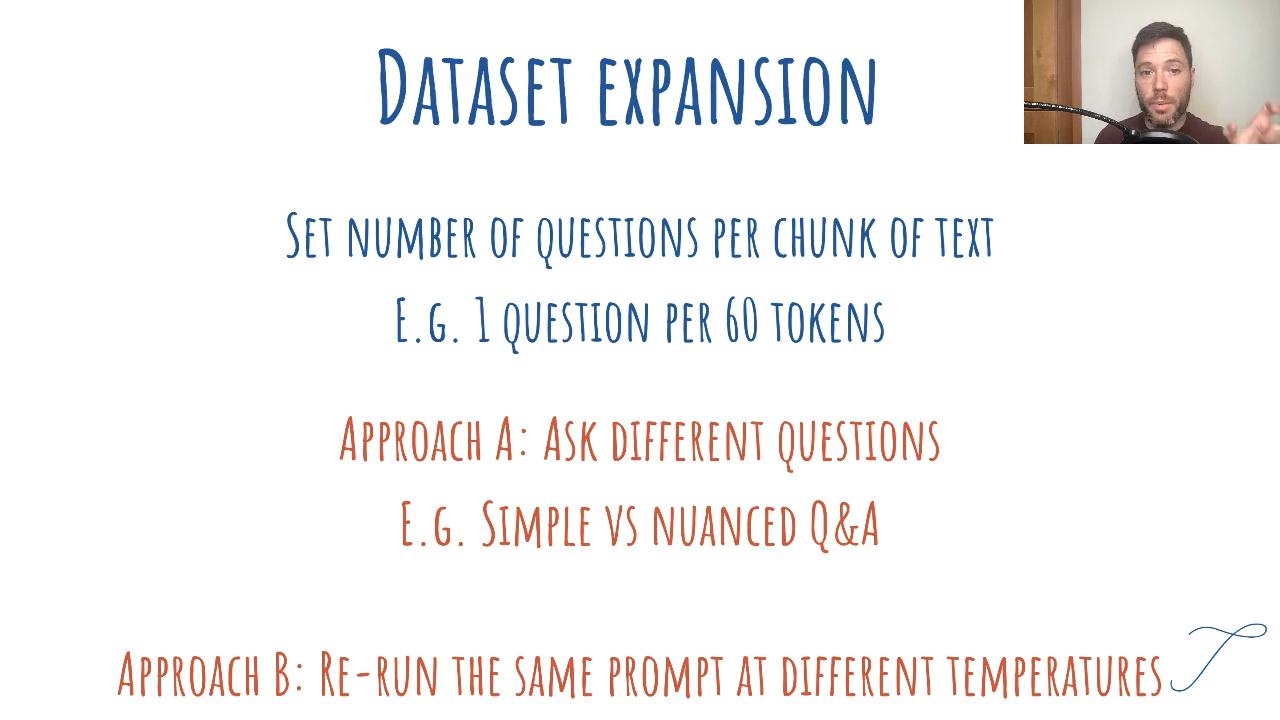 Dataset expansion
Set number of questions per chunk of text
E.g. 1 question per 60 tokens
Approach A: Ask different questions
E.g. Simple vs nuanced Q&A
Approach B: Re-run the same prompt at different temperatures